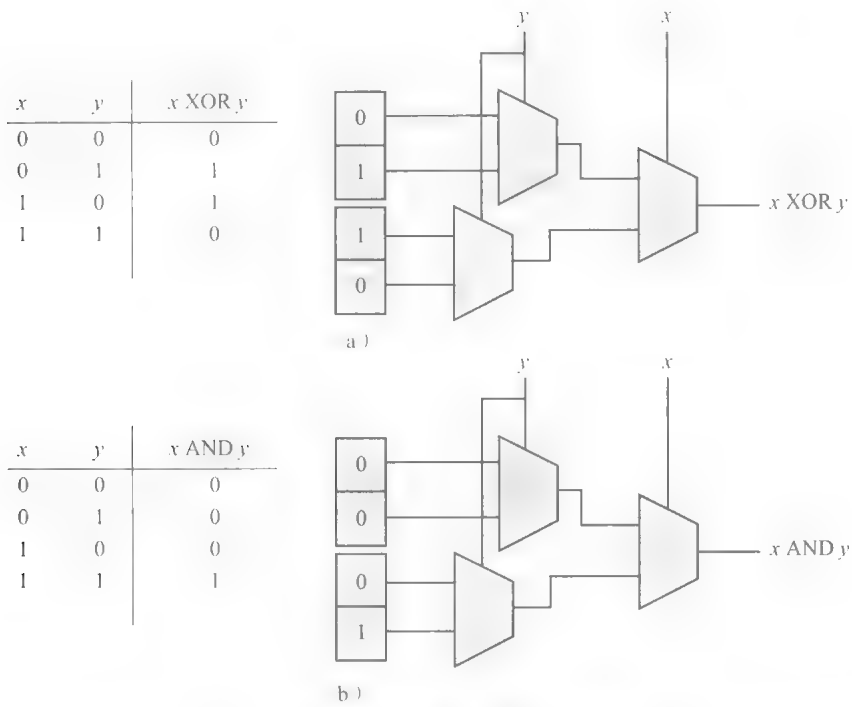 y x
x y x XOR y
0 0 0
0 1 1
1 0 1
1 1 0
0
1
1
0
x XOR y
a )
y x
x y x AND y
0 0 0
0 1 0
1 0 0
1 1 1
0
0
0
1
x AND y
b )